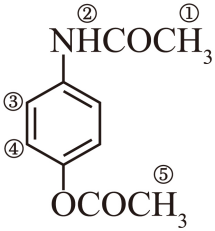 ② ①
NHCOCH₃
③
④
⑤
OCOCH₃